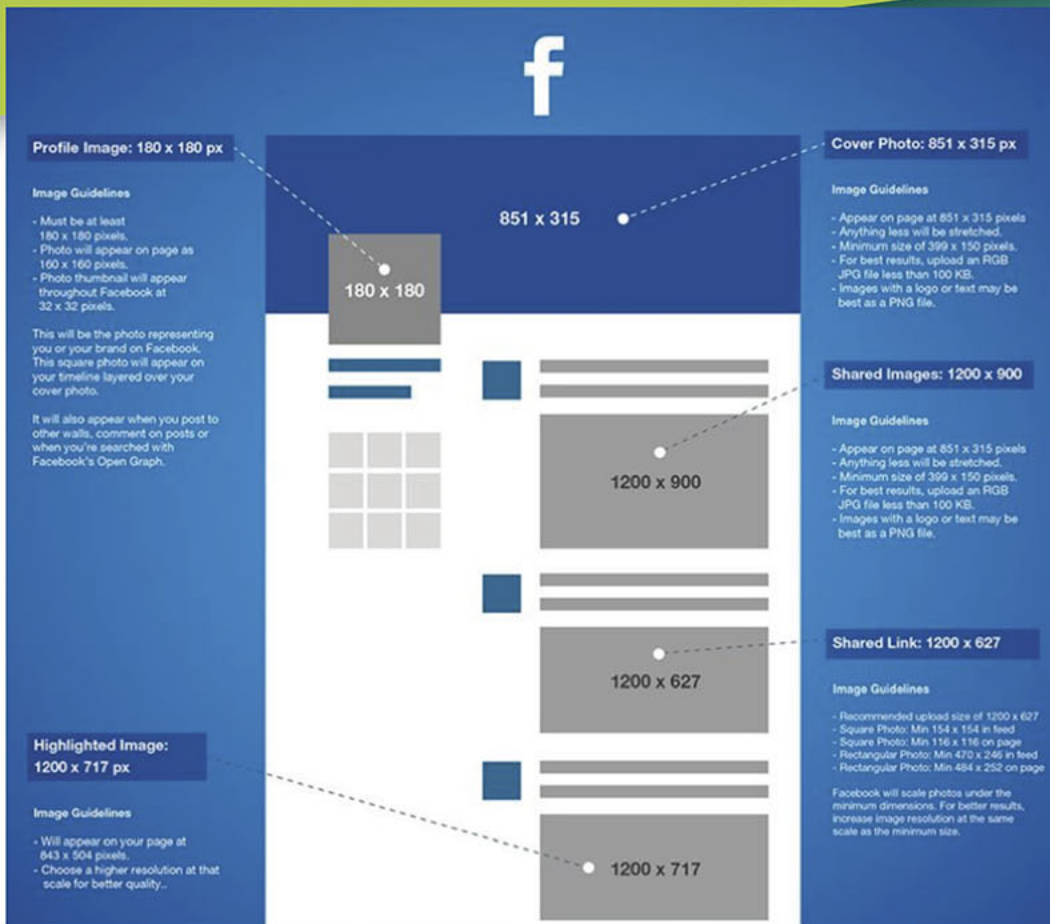 f
Profile Image: 180 x 180 px
Image Guidelines
- Must be at least
180 x 180 pixels.
- Photo will appear on page as
160 x 160 pixels.
- Photo thumbnail will appear
throughout Facebook at
32 x 32 pixels.
This will be the photo representing
you or your brand on Facebook.
This square photo will appear on
your timeline layered over your
cover photo.
It will also appear when you post to
other walls, comment on posts or
when you're searched with
Facebook's Open Graph.
Highlighted Image:
1200 x 717 px
Image Guidelines
- Will appear on your page at
843 x 504 pixels.
- Choose a higher resolution at that
scale for better quality..
851 x 315
180 x 180
1200 x 900
1200 x 627
1200 x 717
Cover Photo: 851 x 315 px
Image Guidelines
- Appear on page at 851 x 315 pixels
- Anything less will be stretched.
- Minimum size of 399 x 150 pixels.
- For best results, upload an RGB
JPG file less than 100 KB.
- Images with a logo or text may be
best as a PNG file.
Shared Images: 1200 x 900
Image Guidelines
- Appear on page at 851 x 315 pixels
- Anything less will be stretched.
- Minimum size of 399 x 150 pixels.
- For best results, upload an RGB
JPG file less than 100 KB.
- Images with a logo or text may be
best as a PNG file.
Shared Link: 1200 x 627
Image Guidelines
- Recommended upload size of 1200 x 627
- Square Photo: Min 154 x 154 in feed
- Square Photo: Min 116 x 116 on page
- Rectangular Photo: Min 470 x 246 in feed
- Rectangular Photo: Min 484 x 252 on page
Facebook will scale photos under the
minimum dimensions. For better results,
increase image resolution at the same
scale as the minimum size.